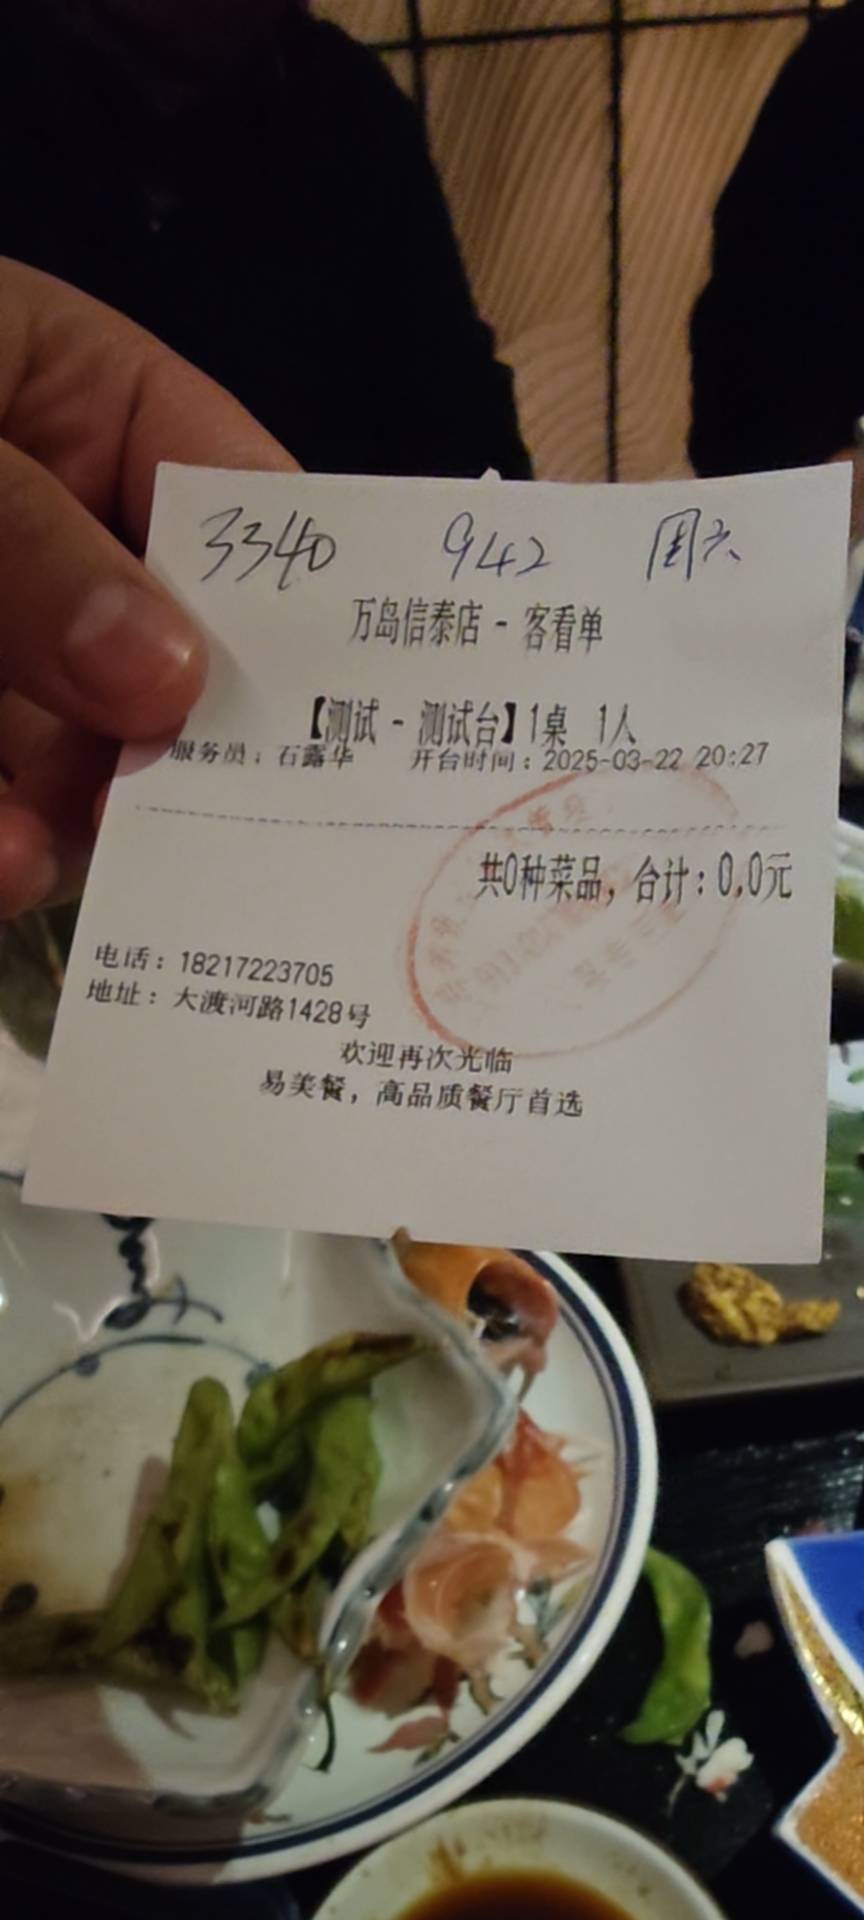 3340 942 周六
万岛信泰店 - 客看单
【测试 - 测试台】1桌 1人
服务员：石露华 开台时间：2025-03-22 20:27
共0种菜品，合计：0.0元
电话：18217223705
地址：大渡河路1428号
欢迎再次光临
易美餐，高品质餐厅首选